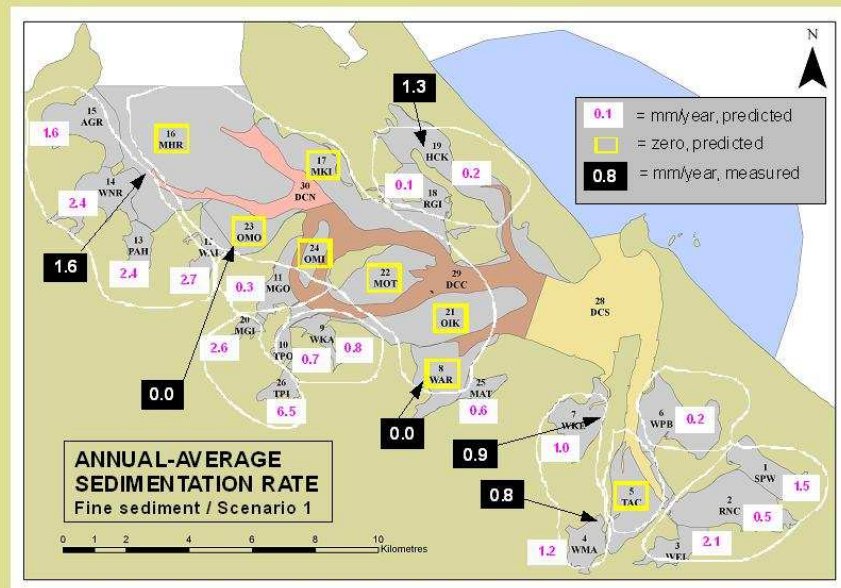 N
1.3
0.1 = mm/year, predicted
= zero, predicted
0.8 = mm/year, measured
15
AGR
1.6
16
MHR
17
MKI
19
HCK
0.2
0.1
18
RGI
14
WNR
2.4
30
DCN
23
OMO
24
OMI
13
PAH
2.4
1.6
WAI
2.7
22
MOT
29
DCC
28
DCS
11
MGO
0.3
21
OIK
20
MGI
2.6
9
WKA
0.8
10
TPO
0.7
8
WAR
25
MAT
0.6
26
TPI
6.5
0.0
0.0
7
WKE
1.0
0.9
6
WPB
0.2
1
SPW
1.5
5
TAC
2
RNC
0.5
0.8
4
WMA
1.2
3
WEL
2.1
ANNUAL-AVERAGE
SEDIMENTATION RATE
Fine sediment / Scenario 1
0 1 2 4 6 8 10
Kilometres